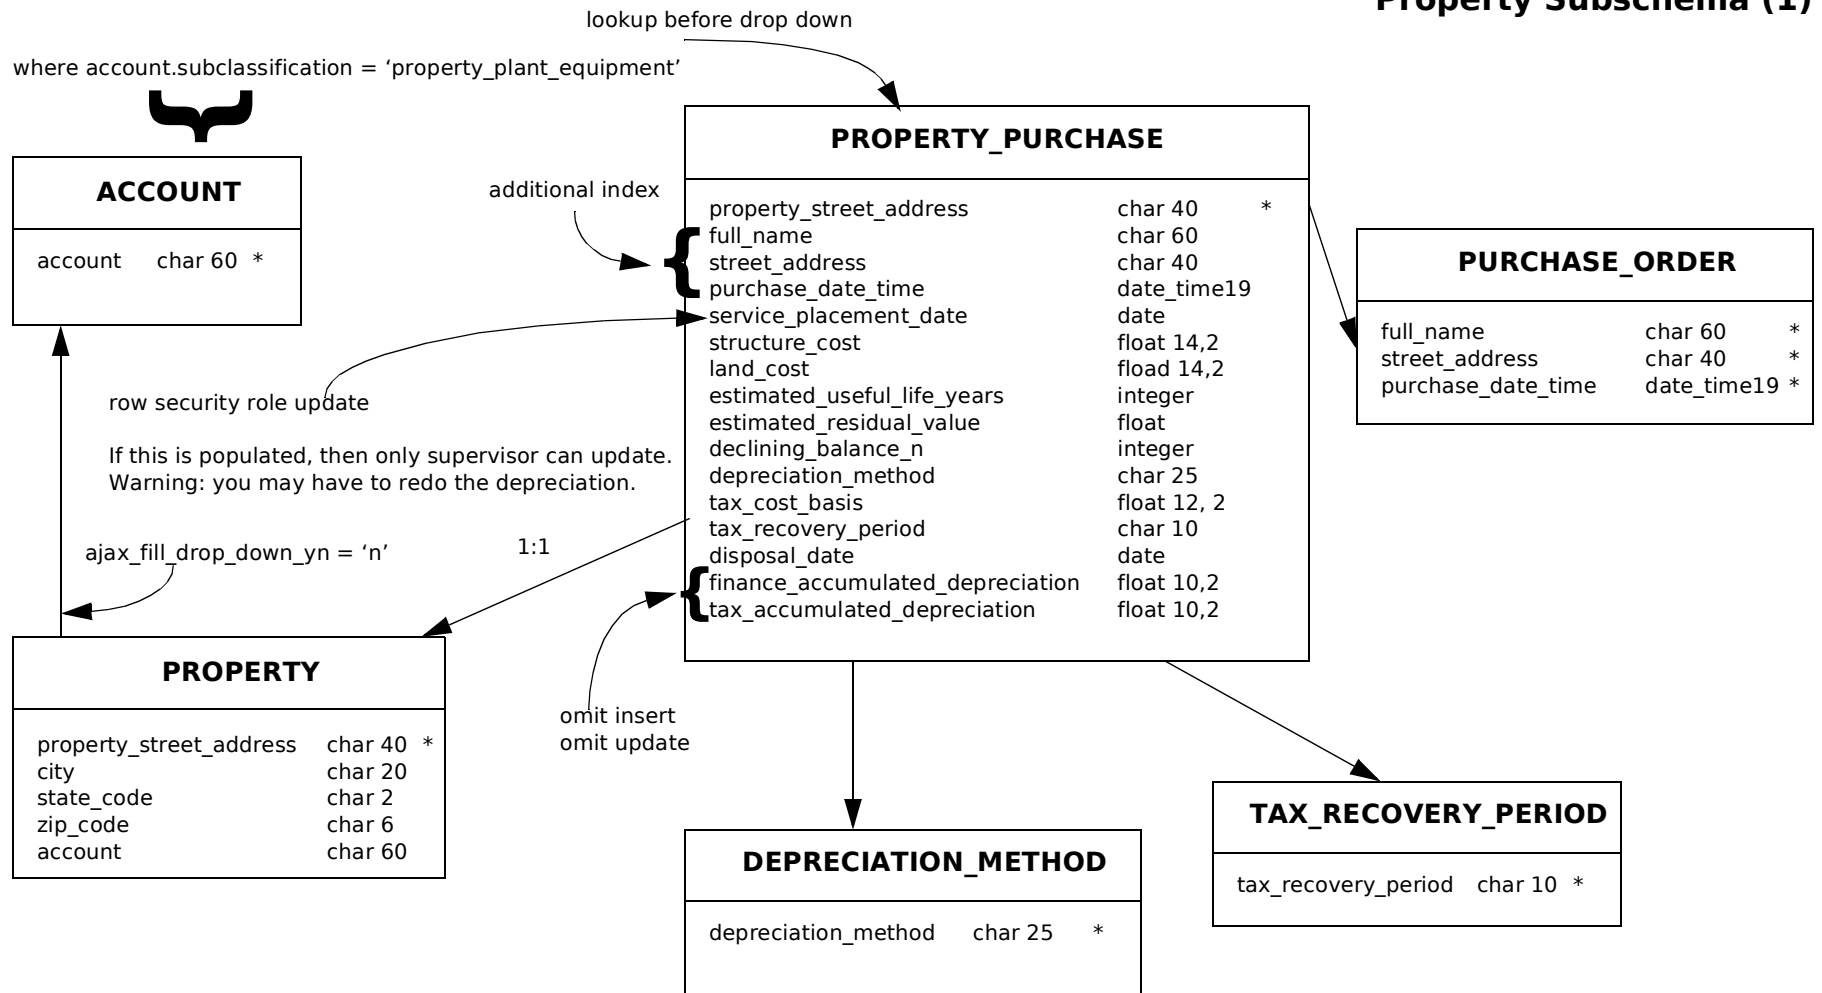 Property Subschema (1)
lookup before drop down
where account.subclassification = ‘property_plant_equipment’
ACCOUNT
account char 60 *
additional index
PROPERTY_PURCHASE
property_street_address char 40 *
full_name char 60
street_address char 40
purchase_date_time date_time19
service_placement_date date
structure_cost float 14,2
land_cost fload 14,2
estimated_useful_life_years integer
estimated_residual_value float
declining_balance_n integer
depreciation_method char 25
tax_cost_basis float 12, 2
tax_recovery_period char 10
disposal_date date
finance_accumulated_depreciation float 10,2
tax_accumulated_depreciation float 10,2
PURCHASE_ORDER
full_name char 60 *
street_address char 40 *
purchase_date_time date_time19 *
row security role update
If this is populated, then only supervisor can update.
Warning: you may have to redo the depreciation.
ajax_fill_drop_down_yn = ‘n’
1:1
PROPERTY
property_street_address char 40 *
city char 20
state_code char 2
zip_code char 6
account char 60
omit insert
omit update
DEPRECIATION_METHOD
depreciation_method char 25 *
TAX_RECOVERY_PERIOD
tax_recovery_period char 10 *